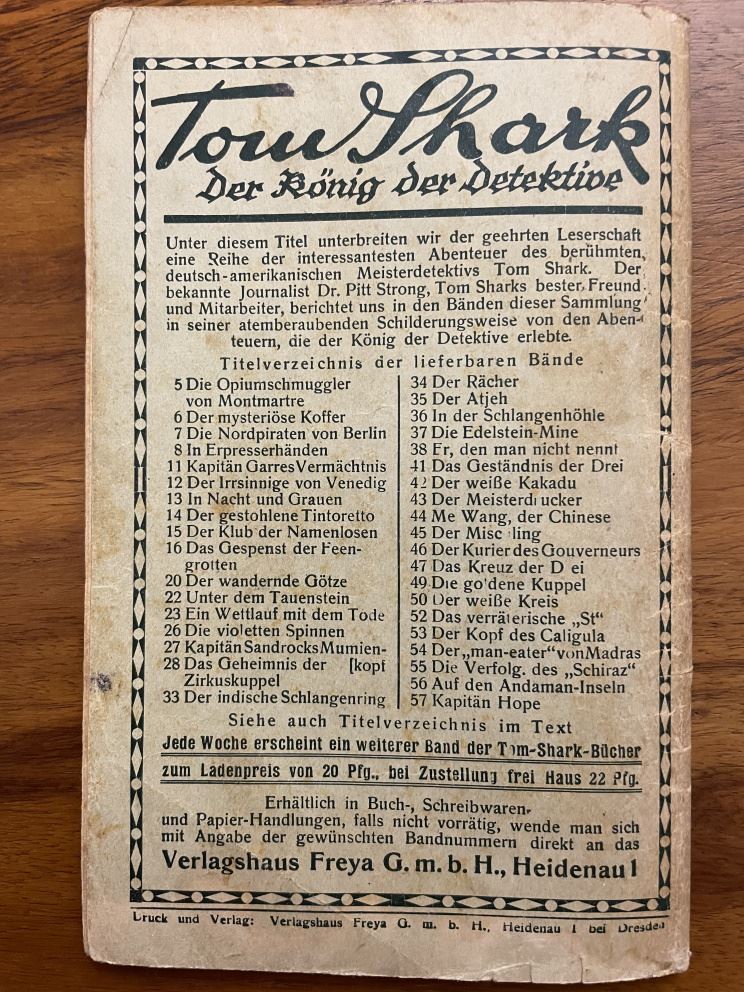 Tom Shark
Der König der Detektive
Unter diesem Titel unterbreiten wir der geehrten Leserschaft
eine Reihe der interessantesten Abenteuer des berühmten,
deutsch-amerikanischen Meisterdetektivs Tom Shark. Der
bekannte Journalist Dr. Pitt Strong, Tom Sharks bester Freund
und Mitarbeiter, berichtet uns in den Bänden dieser Sammlung
in seiner atemberaubenden Schilderungsweise von den Aben-
teuern, die der König der Detektive erlebte.
Titelverzeichnis der lieferbaren Bände
5 Die Opiumschmuggler
von Montmartre
6 Der mysteriöse Koffer
7 Die Nordpiraten von Berlin
8 In Erpresserhänden
11 Kapitän Garres Vermächtnis
12 Der Irrsinnige von Venedig
13 In Nacht und Grauen
14 Der gestohlene Tintoretto
15 Der Klub der Namenlosen
16 Das Gespenst der Feen-
grotten
20 Der wandernde Götze
22 Unter dem Tauenstein
23 Ein Wettlauf mit dem Tode
26 Die violetten Spinnen
27 Kapitän Sandrocks Mumien-
28 Das Geheimnis der [kopf
Zirkuskuppel
33 Der indische Schlangenring
34 Der Rächer
35 Der Atjeh
36 In der Schlangenhöhle
37 Die Edelstein-Mine
38 Er, den man nicht nennt
41 Das Geständnis der Drei
42 Der weiße Kakadu
43 Der Meisterdrucker
44 Me Wang, der Chinese
45 Der Mischling
46 Der Kurier des Gouverneurs
47 Das Kreuz der Drei
49 Die goldene Kuppel
50 Der weiße Kreis
52 Das verräterische „St“
53 Der Kopf des Caligula
54 Der „man-eater“ von Madras
55 Die Verfolg. des „Schiraz“
56 Auf den Andaman-Inseln
57 Kapitän Hope
Siehe auch Titelverzeichnis im Text
Jede Woche erscheint ein weiterer Band der Tom-Shark-Bücher
zum Ladenpreis von 20 Pfg., bei Zustellung frei Haus 22 Pfg.
Erhältlich in Buch-, Schreibwaren-
und Papier-Handlungen, falls nicht vorrätig, wende man sich
mit Angabe der gewünschten Bandnummern direkt an das
Verlagshaus Freya G. m. b. H., Heidenau 1
Druck und Verlag: Verlagshaus Freya G. m. b. H., Heidenau 1 bei Dresden